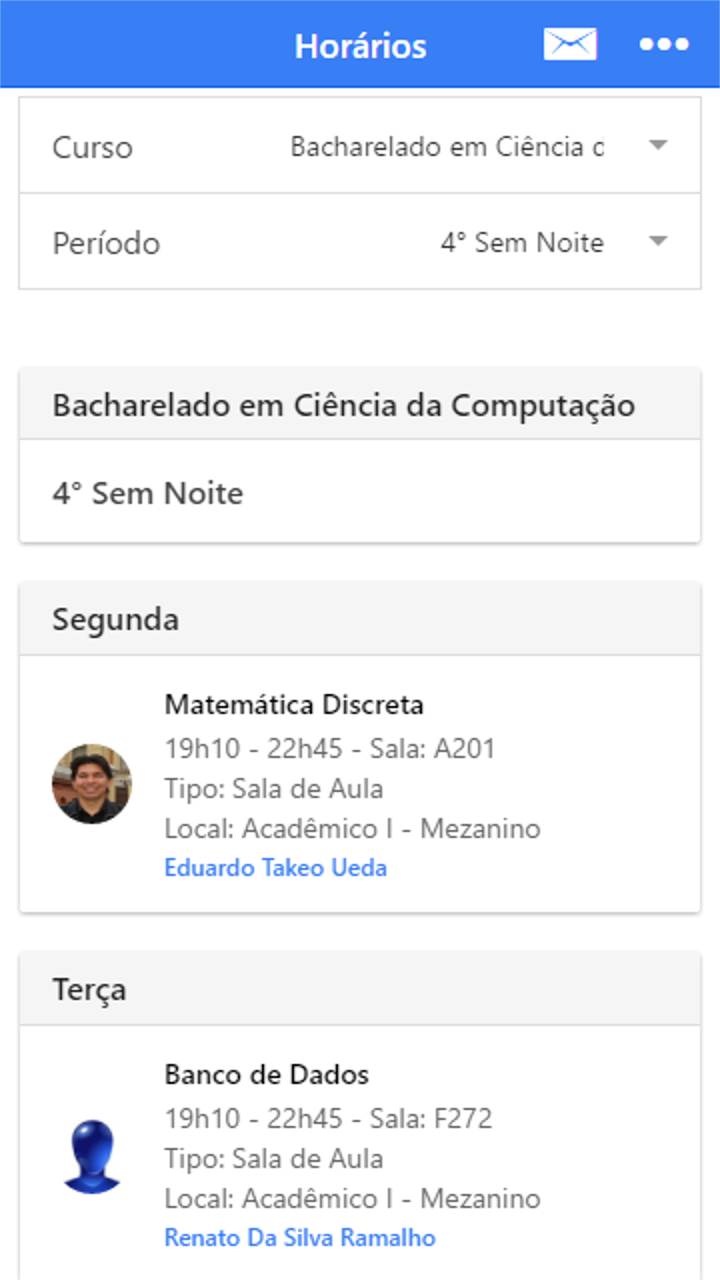 Horários
Curso Bacharelado em Ciência d
Período 4° Sem Noite
Bacharelado em Ciência da Computação
4° Sem Noite
Segunda
Matemática Discreta
19h10 - 22h45 - Sala: A201
Tipo: Sala de Aula
Local: Acadêmico I - Mezanino
Eduardo Takeo Ueda
Terça
Banco de Dados
19h10 - 22h45 - Sala: F272
Tipo: Sala de Aula
Local: Acadêmico I - Mezanino
Renato Da Silva Ramalho